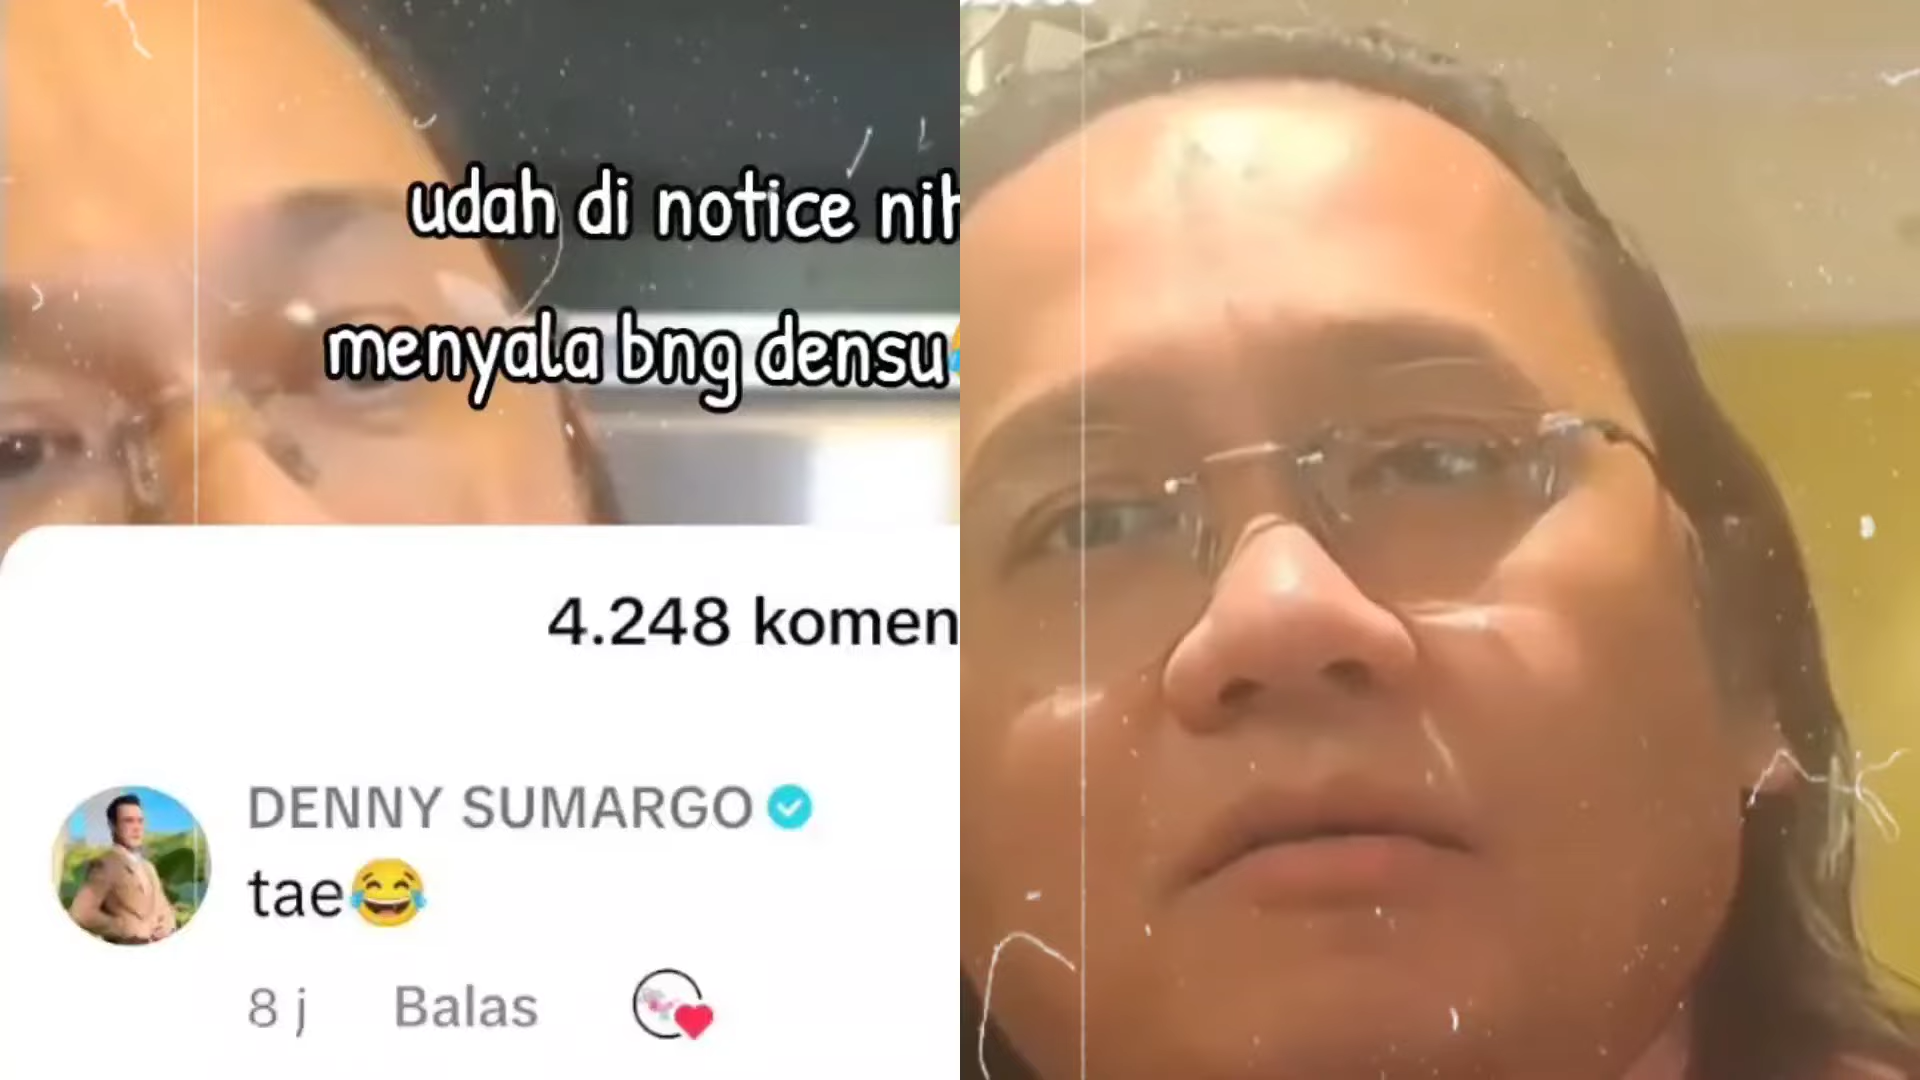 udah di notice nih
menyala bng densu😂
4.248 komen
DENNY SUMARGO
tae😂
8 j Balas